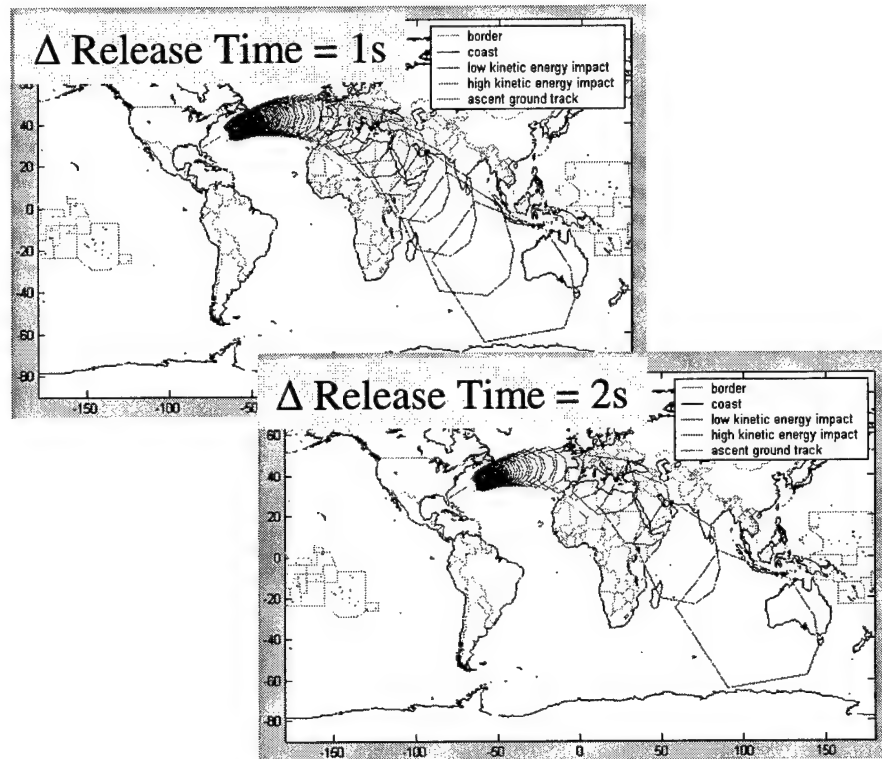 Δ Release Time = 1s
border
coast
low kinetic energy impact
high kinetic energy impact
ascent ground track
40
20
0
-20
-40
-60
-80
-150
-100
-50
Δ Release Time = 2s
border
coast
low kinetic energy impact
high kinetic energy impact
ascent ground track
60
40
20
0
-20
-40
-60
-80
-150
-100
-50
0
50
100
150